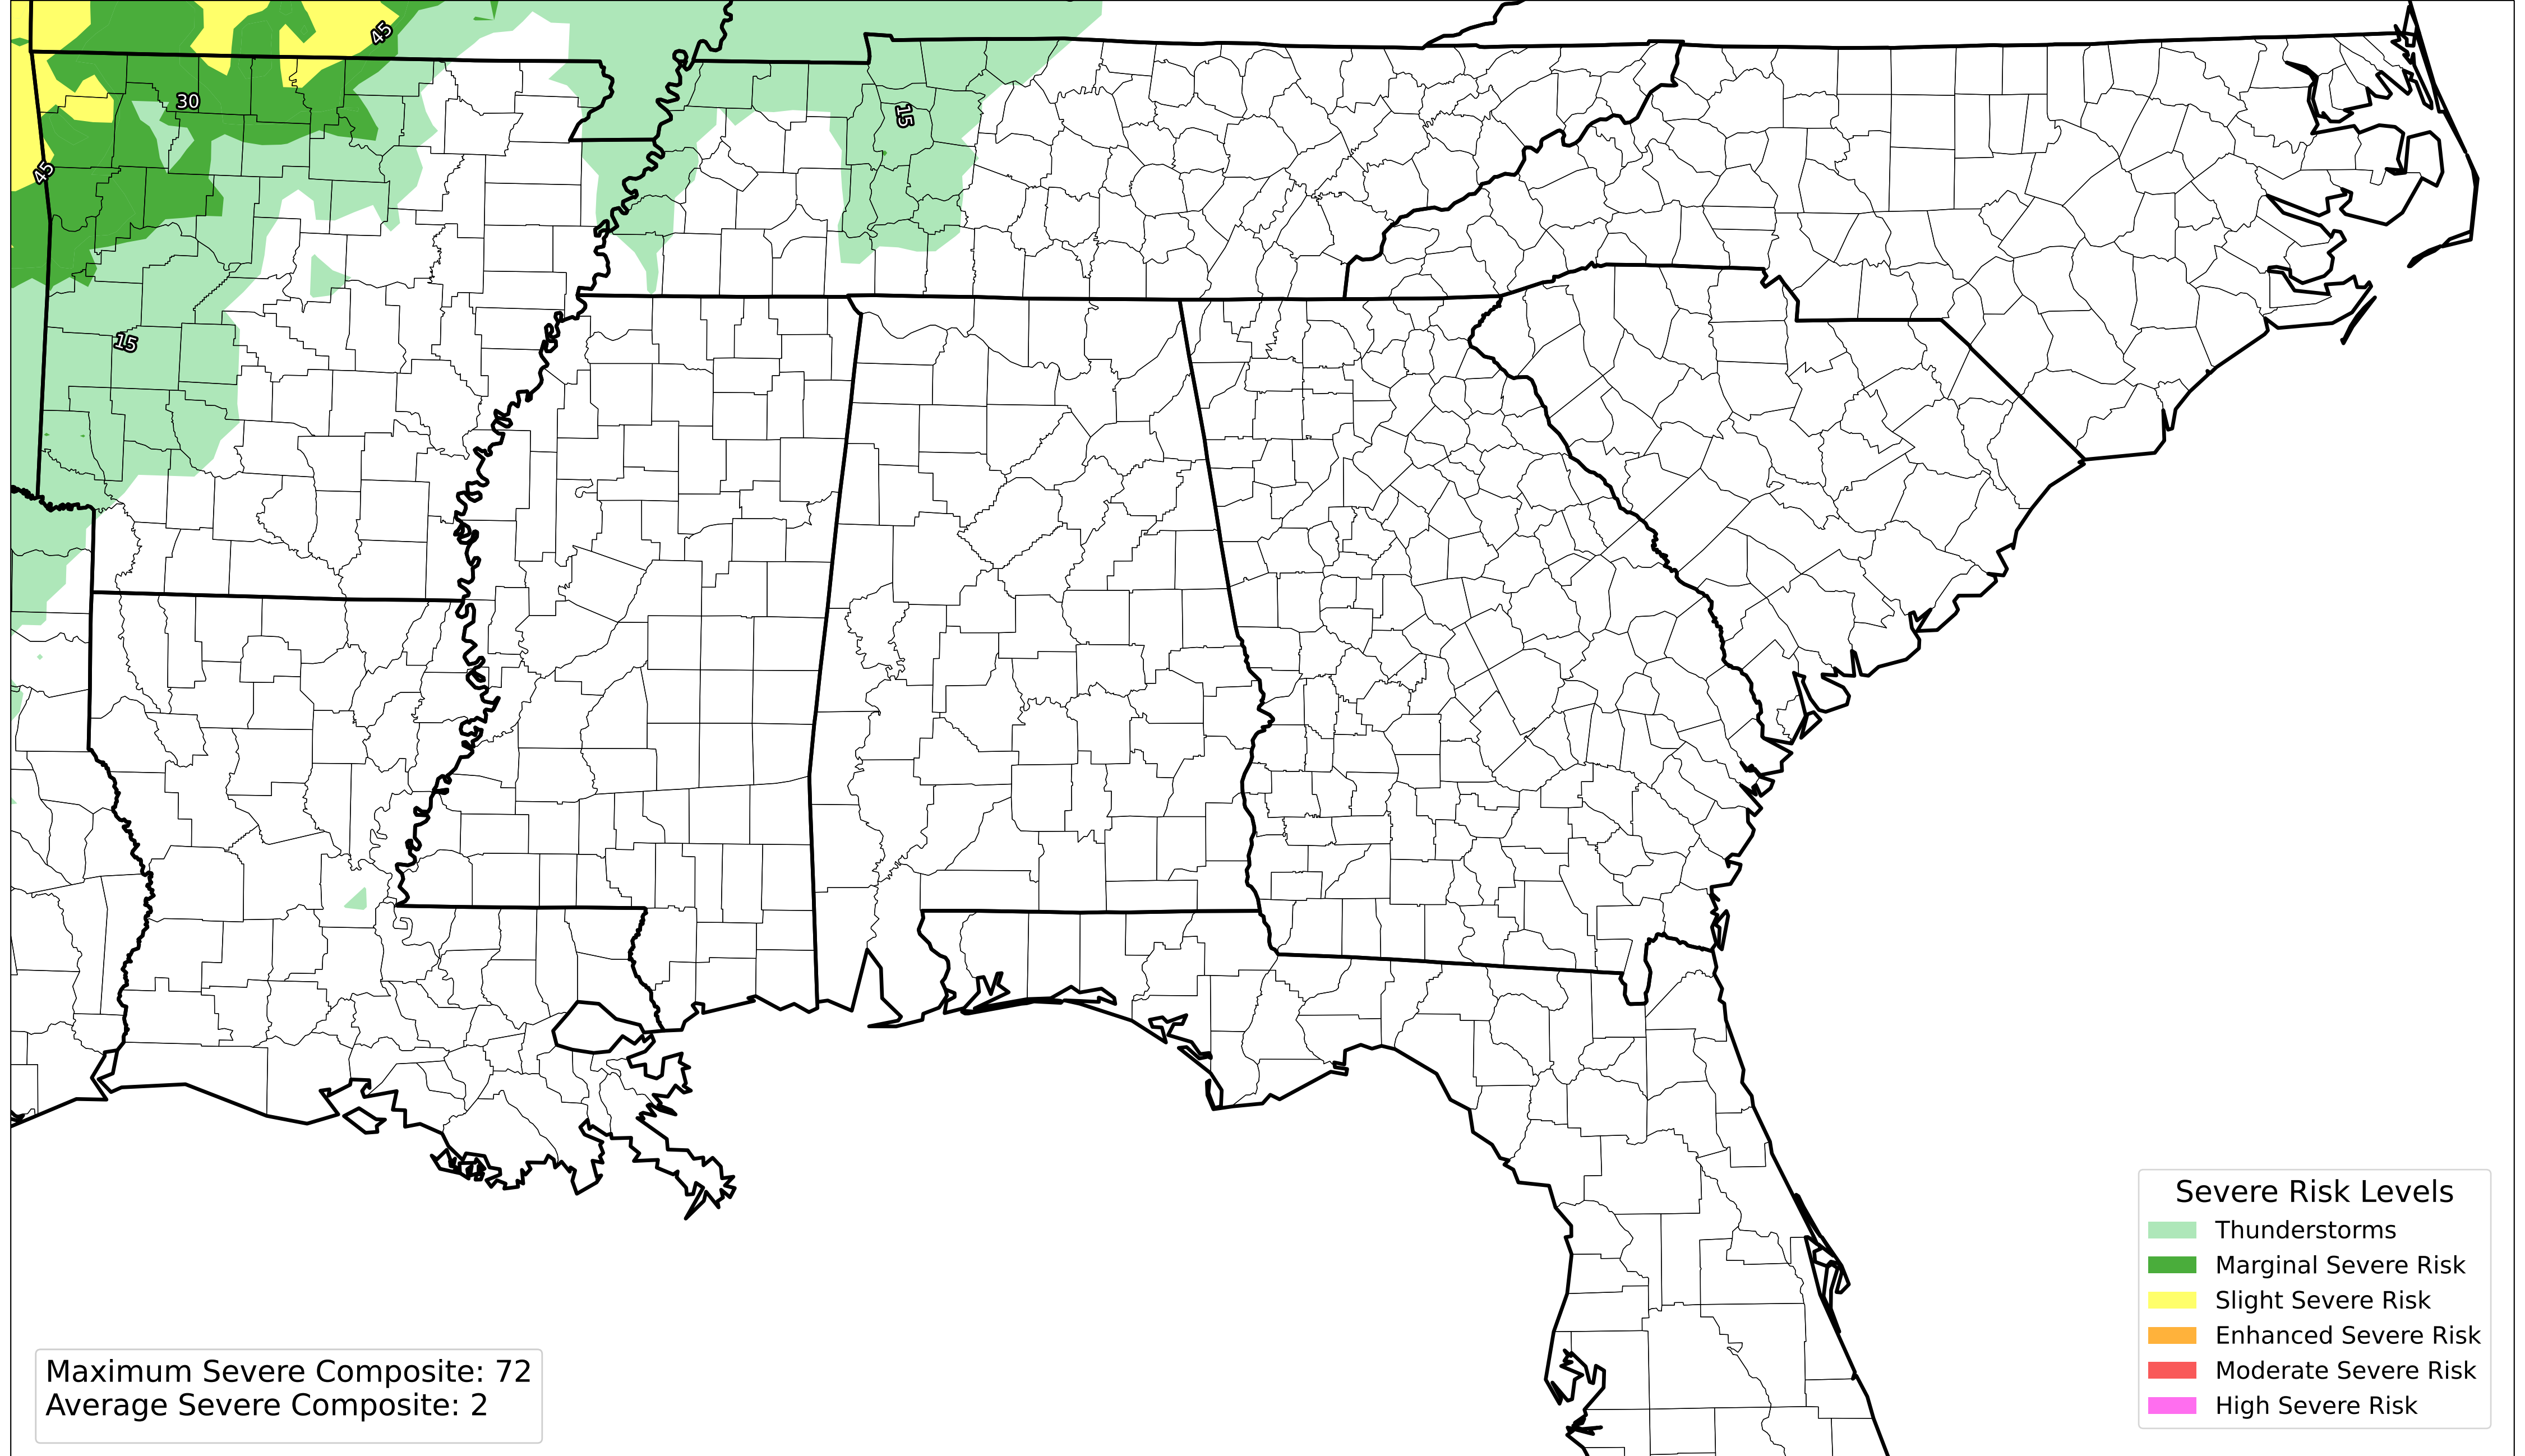 45
30
15
45
15
Severe Risk Levels
Thunderstorms
Marginal Severe Risk
Slight Severe Risk
Enhanced Severe Risk
Moderate Severe Risk
High Severe Risk
Maximum Severe Composite: 72
Average Severe Composite: 2